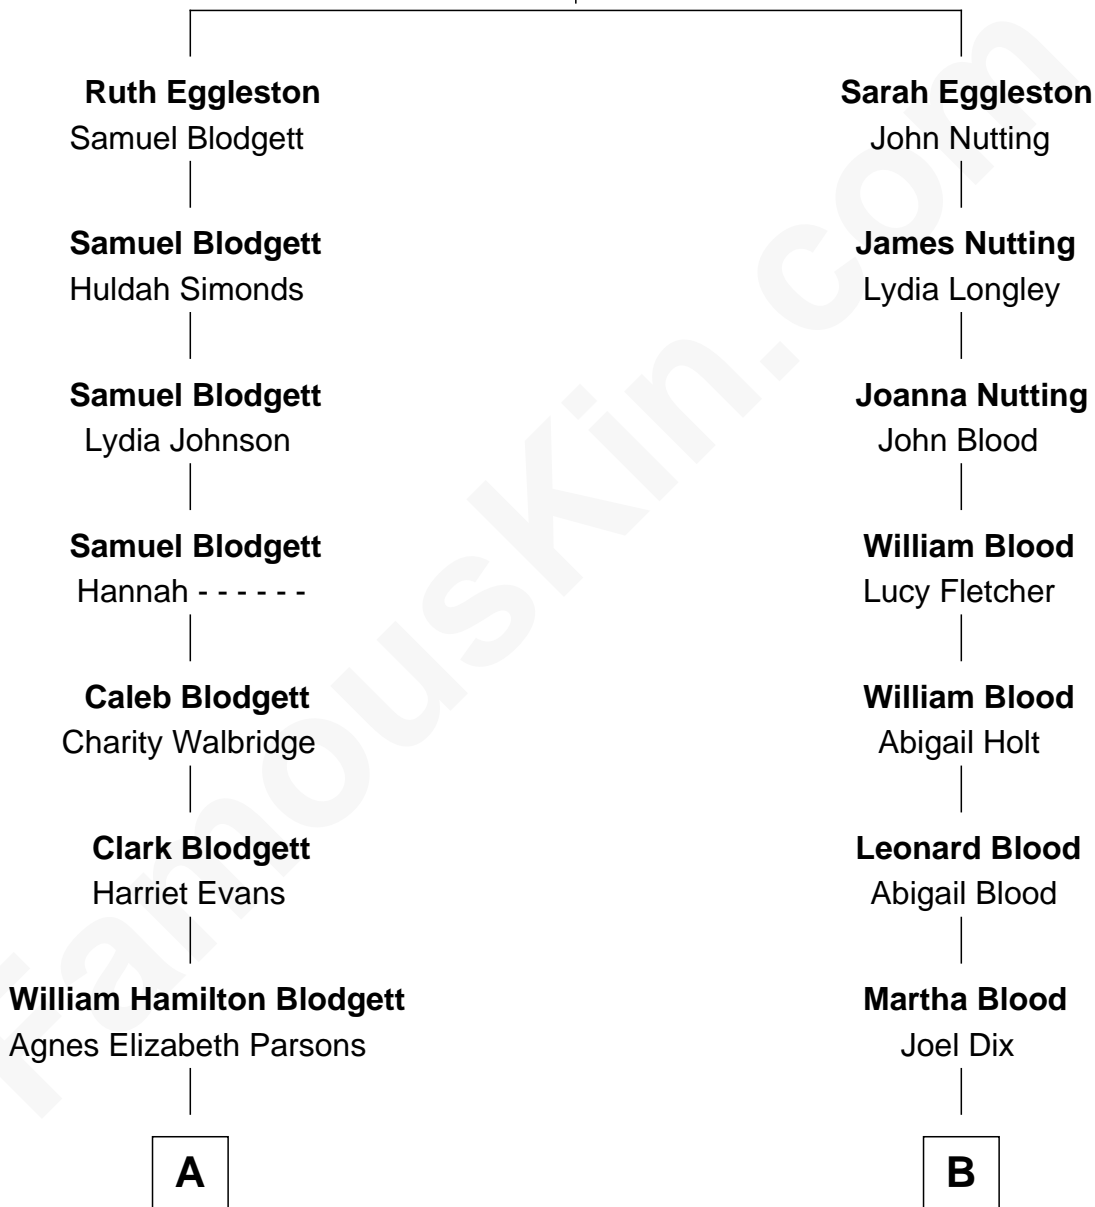 Ruth Eggleston
Samuel Blodgett
Samuel Blodgett
Huldah Simonds
Samuel Blodgett
Lydia Johnson
Samuel Blodgett
Hannah - - - - - -
Caleb Blodgett
Charity Walbridge
Clark Blodgett
Harriet Evans
William Hamilton Blodgett
Agnes Elizabeth Parsons
A
Sarah Eggleston
John Nutting
James Nutting
Lydia Longley
Joanna Nutting
John Blood
William Blood
Lucy Fletcher
William Blood
Abigail Holt
Leonard Blood
Abigail Blood
Martha Blood
Joel Dix
B
FamousKin.com